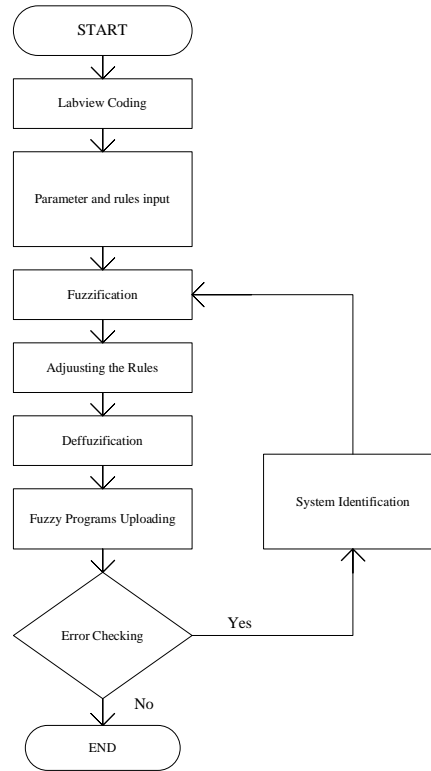 START
Labview Coding
Parameter and rules input
Fuzzification
Adjuusting the Rules
Deffuzification
Fuzzy Programs Uploading
System Identification
Error Checking
Yes
No
END